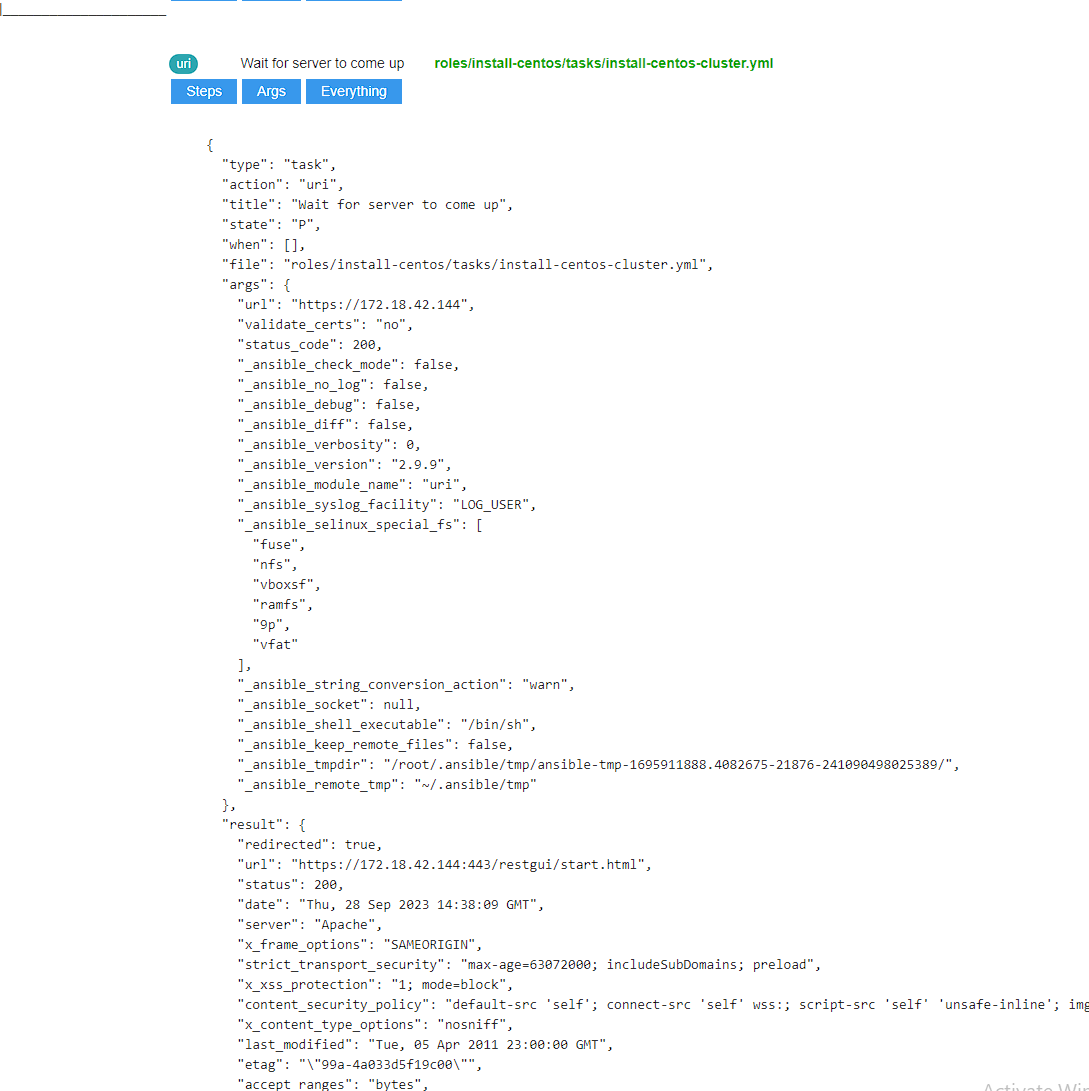 uri Wait for server to come up roles/install-centos/tasks/install-centos-cluster.yml
Steps Args Everything
{
"type": "task",
"action": "uri",
"title": "Wait for server to come up",
"state": "P",
"when": [],
"file": "roles/install-centos/tasks/install-centos-cluster.yml",
"args": {
"url": "https://172.18.42.144",
"validate_certs": "no",
"status_code": 200,
"_ansible_check_mode": false,
"_ansible_no_log": false,
"_ansible_debug": false,
"_ansible_diff": false,
"_ansible_verbosity": 0,
"_ansible_version": "2.9.9",
"_ansible_module_name": "uri",
"_ansible_syslog_facility": "LOG_USER",
"_ansible_selinux_special_fs": [
"fuse",
"nfs",
"vboxsf",
"ramfs",
"9p",
"vfat"
],
"_ansible_string_conversion_action": "warn",
"_ansible_socket": null,
"_ansible_shell_executable": "/bin/sh",
"_ansible_keep_remote_files": false,
"_ansible_tmpdir": "/root/.ansible/tmp/ansible-tmp-1695911888.4082675-21876-241090498025389/",
"_ansible_remote_tmp": "~/.ansible/tmp"
},
"result": {
"redirected": true,
"url": "https://172.18.42.144:443/restgui/start.html",
"status": 200,
"date": "Thu, 28 Sep 2023 14:38:09 GMT",
"server": "Apache",
"x_frame_options": "SAMEORIGIN",
"strict_transport_security": "max-age=63072000; includeSubDomains; preload",
"x_xss_protection": "1; mode=block",
"content_security_policy": "default-src 'self'; connect-src 'self' wss:; script-src 'self' 'unsafe-inline'; img
"x_content_type_options": "nosniff",
"last_modified": "Tue, 05 Apr 2011 23:00:00 GMT",
"etag": "\"99a-4a033d5f19c00\"",
"accept_ranges": "bytes",
Activate Win